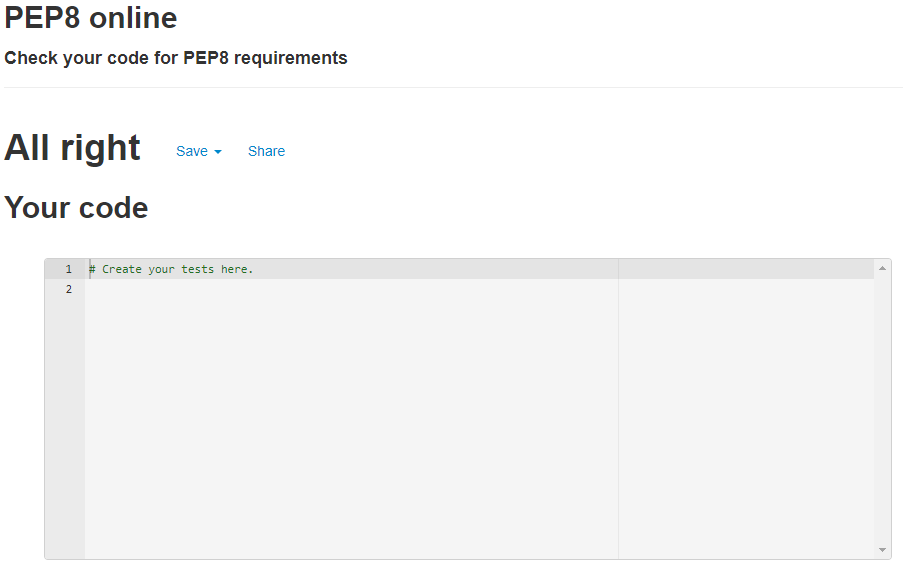 PEP8 online
Check your code for PEP8 requirements
All right Save Share
Your code
1 # Create your tests here.
2